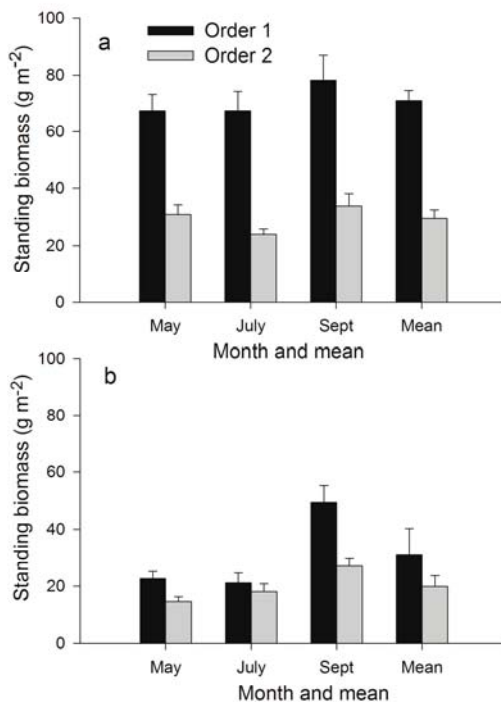 100
a
Order 1
Order 2
80
60
40
20
0
Standing biomass (g m-2)
May July Sept Mean
Month and mean
100
b
80
60
40
20
0
Standing biomass (g m-2)
May July Sept Mean
Month and mean